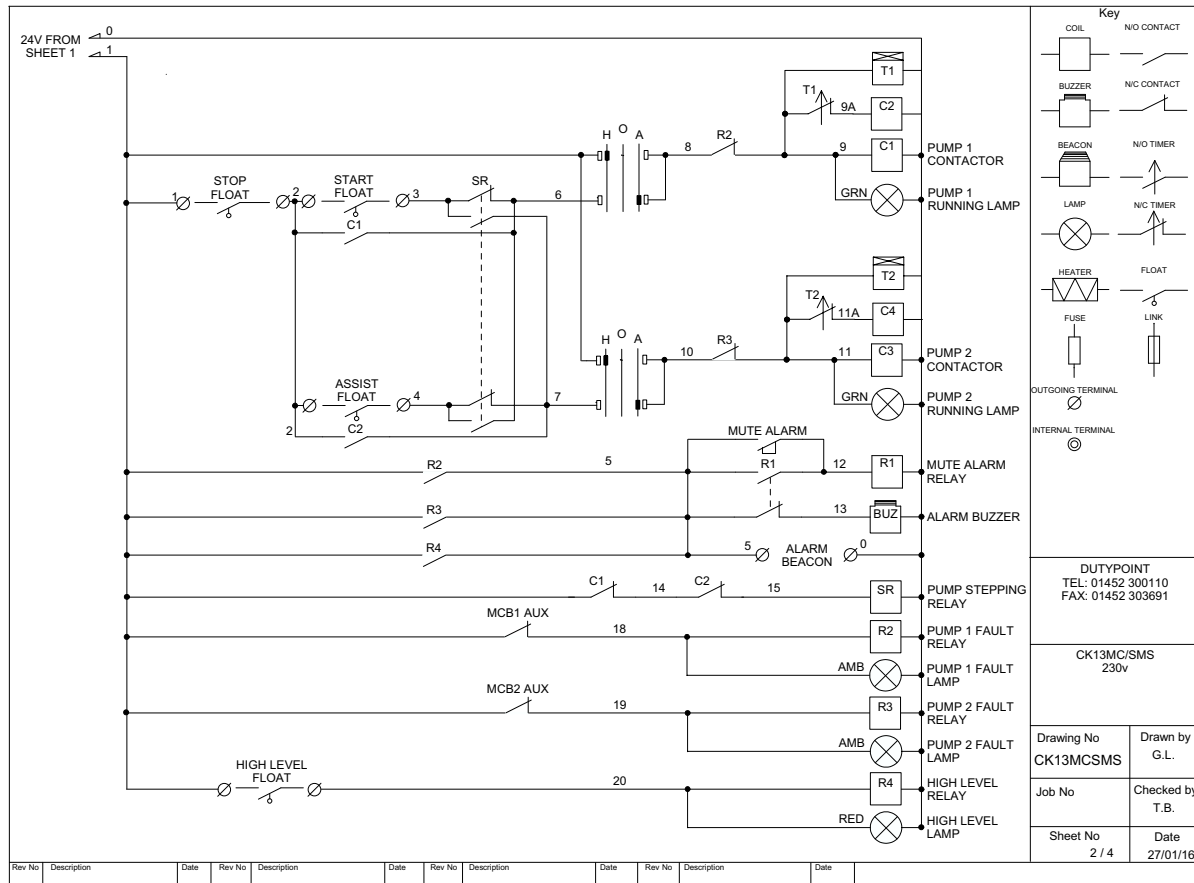 24V FROM
SHEET 1
0
1
T1
T1
9A
C2
H O A
8
R2
9
C1
PUMP 1
CONTACTOR
GRN
PUMP 1
RUNNING LAMP
1
STOP
FLOAT
2
START
FLOAT
3
SR
6
C1
T2
T2
11A
C4
H O A
10
R3
11
C3
PUMP 2
CONTACTOR
GRN
PUMP 2
RUNNING LAMP
ASSIST
FLOAT
4
7
2
C2
MUTE ALARM
R2
5
R1
12
R1
MUTE ALARM
RELAY
R3
13
BUZ
ALARM BUZZER
R4
5
ALARM
BEACON
0
C1
14
C2
15
SR
PUMP STEPPING
RELAY
MCB1 AUX
18
R2
PUMP 1 FAULT
RELAY
AMB
PUMP 1 FAULT
LAMP
MCB2 AUX
19
R3
PUMP 2 FAULT
RELAY
AMB
PUMP 2 FAULT
LAMP
HIGH LEVEL
FLOAT
20
R4
HIGH LEVEL
RELAY
RED
HIGH LEVEL
LAMP
Key
COIL
N/O CONTACT
BUZZER
N/C CONTACT
BEACON
N/O TIMER
LAMP
N/C TIMER
HEATER
FLOAT
FUSE
LINK
OUTGOING TERMINAL
INTERNAL TERMINAL
DUTYPOINT
TEL: 01452 300110
FAX: 01452 303691
CK13MC/SMS
230v
Drawing No
CK13MCSMS
Drawn by
G.L.
Job No
Checked by
T.B.
Sheet No
2 / 4
Date
27/01/16
Rev No Description Date Rev No Description Date Rev No Description Date Rev No Description Date